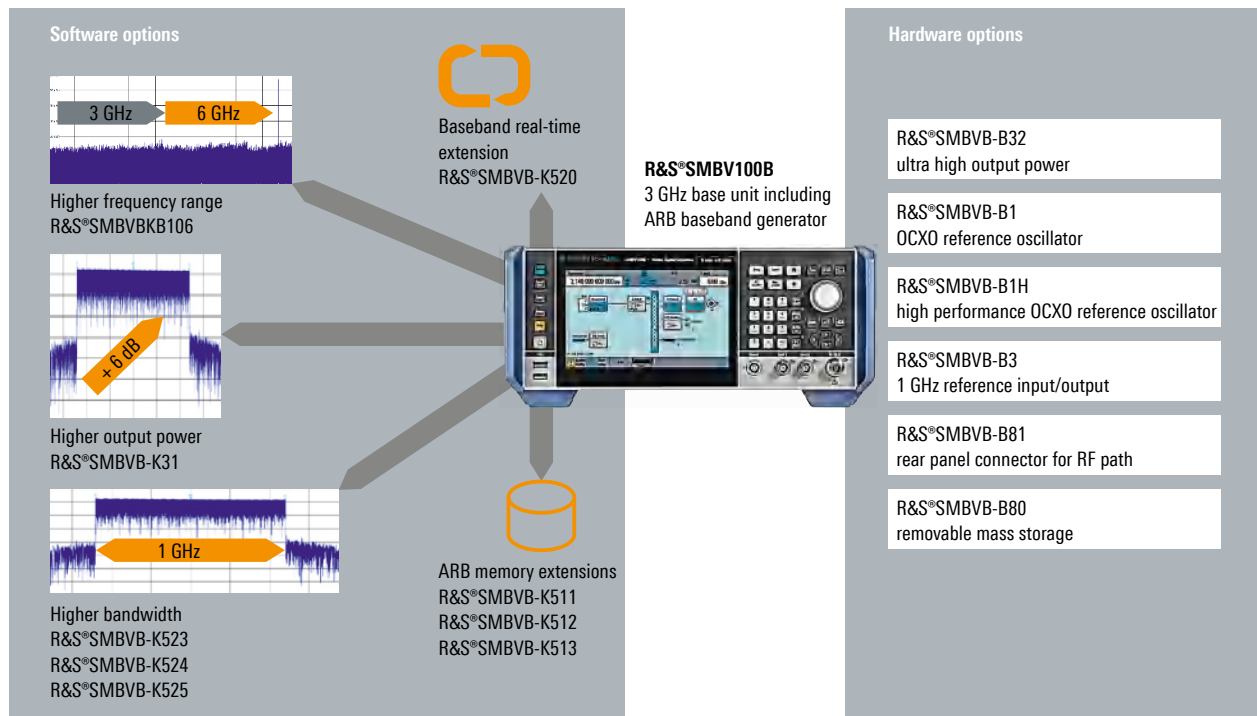 Software options
3 GHz
6 GHz
Higher frequency range
R&S®SMBVBKB106
+ 6 dB
Higher output power
R&S®SMBVB-K31
1 GHz
Higher bandwidth
R&S®SMBVB-K523
R&S®SMBVB-K524
R&S®SMBVB-K525
Baseband real-time
extension
R&S®SMBVB-K520
ARB memory extensions
R&S®SMBVB-K511
R&S®SMBVB-K512
R&S®SMBVB-K513
R&S®SMBV100B
3 GHz base unit including
ARB baseband generator
Hardware options
R&S®SMBVB-B32
ultra high output power
R&S®SMBVB-B1
OCXO reference oscillator
R&S®SMBVB-B1H
high performance OCXO reference oscillator
R&S®SMBVB-B3
1 GHz reference input/output
R&S®SMBVB-B81
rear panel connector for RF path
R&S®SMBVB-B80
removable mass storage